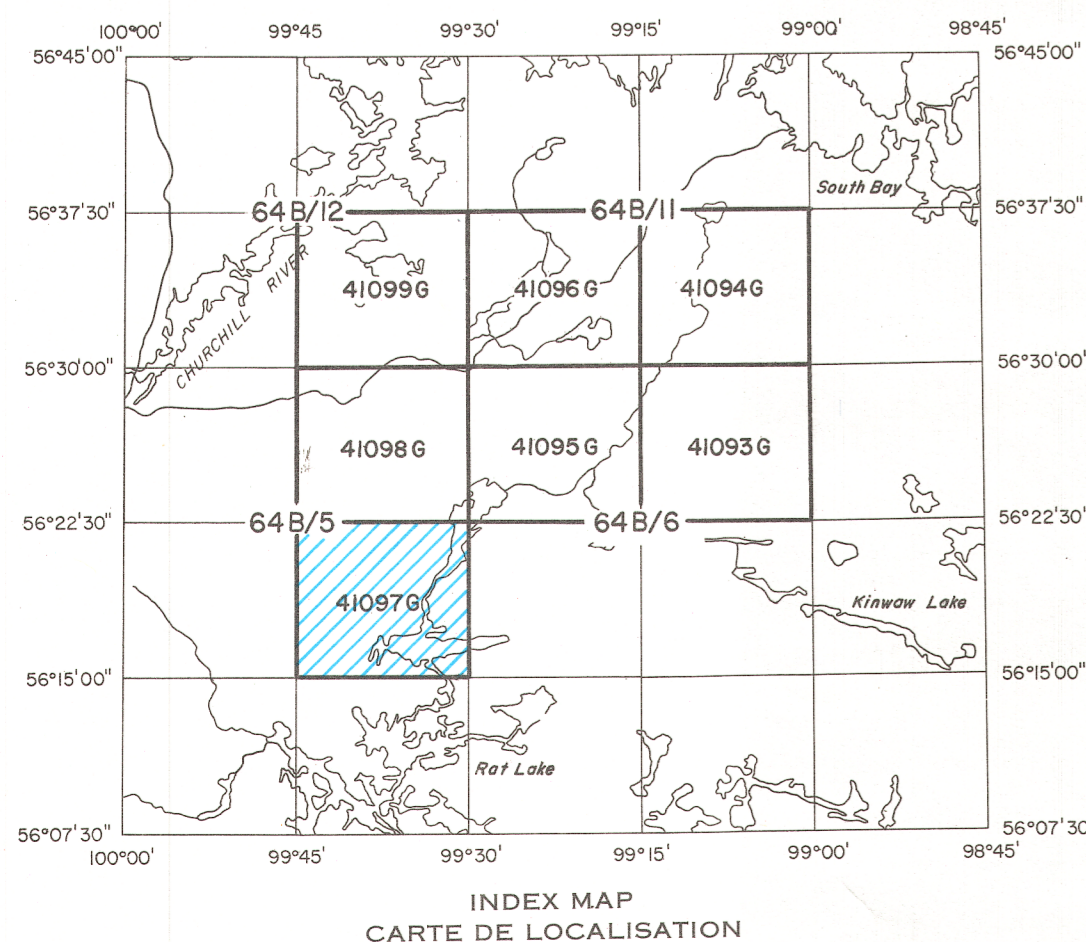 100°00' 99°45' 99°30' 99°15' 99°00' 98°45'
56°45'00" 56°45'00"
South Bay
56°37'30" 64B/12 64B/11 56°37'30"
CHURCHILL RIVER
41099G 41096G 41094G
56°30'00" 56°30'00"
41098G 41095G 41093G
56°22'30" 64B/5 64B/6 56°22'30"
41097G Kinwaw Lake
56°15'00" 56°15'00"
Rat Lake
56°07'30" 56°07'30"
100°00' 99°45' 99°30' 99°15' 99°00' 98°45'
INDEX MAP
CARTE DE LOCALISATION